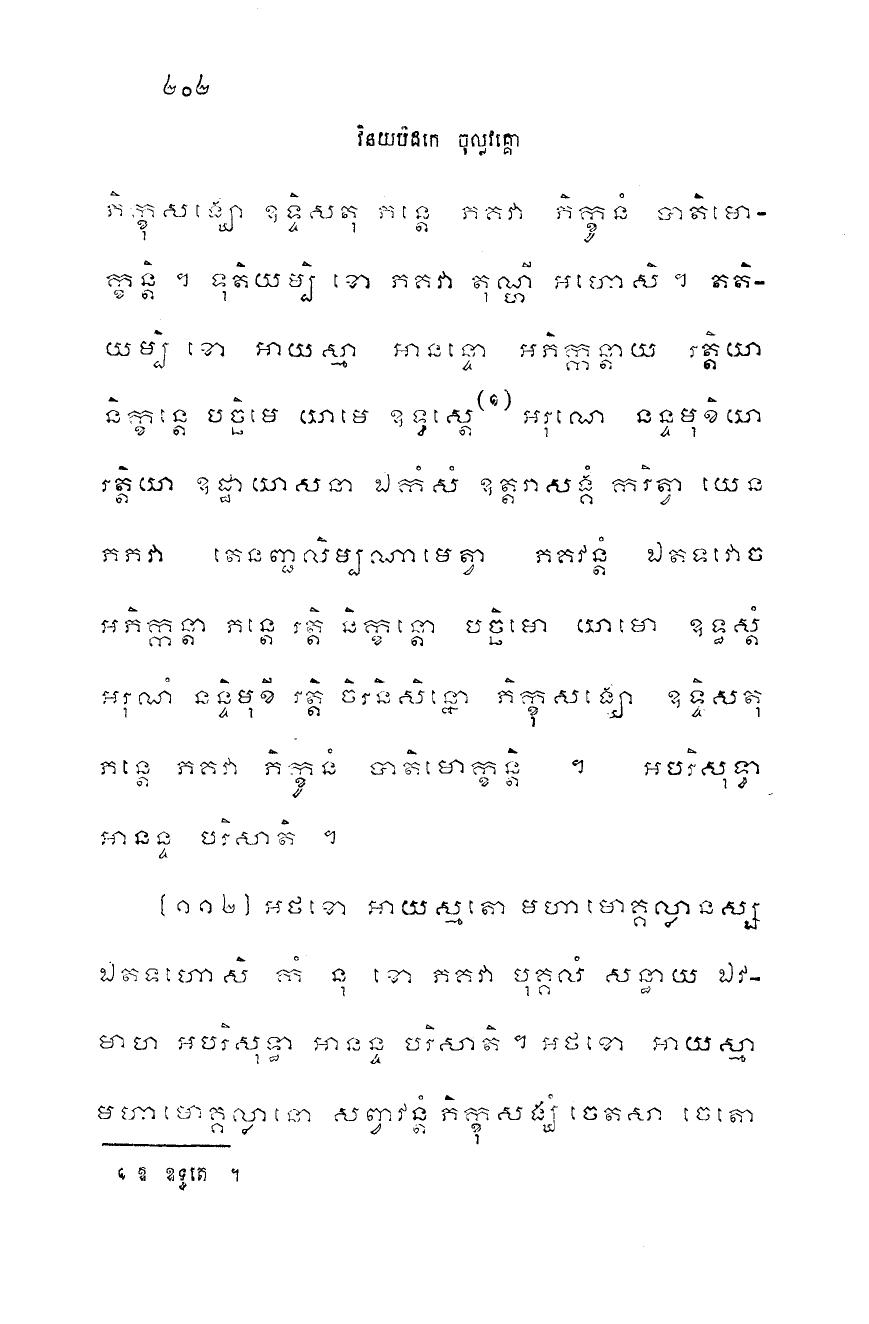 ២០២
វិនយបិដកេ ចុល្លវគ្គោ
ភិក្ខុសង្ឃោ ឧទ្ទិសតុ ភន្តេ ភគវា ភិក្ខូនំ បាតិមោ-
ក្ខន្តិ ។ ទុតិយម្បិ ខោ ភគវា តុណ្ហី អហោសិ ។ តតិ-
យម្បិ ខោ អាយស្មា អានន្ទោ អភិក្កន្តាយ រត្តិយា
និក្ខន្តេ បច្ឆិមេ យាមេ ឧទ្ធស្តេ(១) អរុណេ នន្ទមុខិយា
រត្តិយា ឧដ្ឋាយាសនា ឯកំសំ ឧត្តរាសង្គំ ករិត្វា យេន
ភគវា តេនញ្ជលិម្បណាមេត្វា ភគវន្តំ ឯតទវោច
អភិក្កន្តា ភន្តេ រត្តិ និក្ខន្តោ បច្ឆិមោ យាមោ ឧទ្ធស្តំ
អរុណំ នន្ទិមុខី រត្តិ ចិរនិសិន្នោ ភិក្ខុសង្ឃោ ឧទ្ទិសតុ
ភន្តេ ភគវា ភិក្ខូនំ បាតិមោក្ខន្តិ ។ អបរិសុទ្ធា
អានន្ទ បរិសាតិ ។
[១១២] អថខោ អាយស្មតោ មហាមោគ្គល្លានស្ស
ឯតទហោសិ កំ នុ ខោ ភគវា បុគ្គលំ សន្ធាយ ឯវ-
មាហ អបរិសុទ្ធា អានន្ទ បរិសាតិ ។ អថខោ អាយស្មា
មហាមោគ្គល្លានោ សព្វាវន្តំ ភិក្ខុសង្ឃំ ចេតសា ចេតោ
១ ឱ ឧទ្ធតេ ។